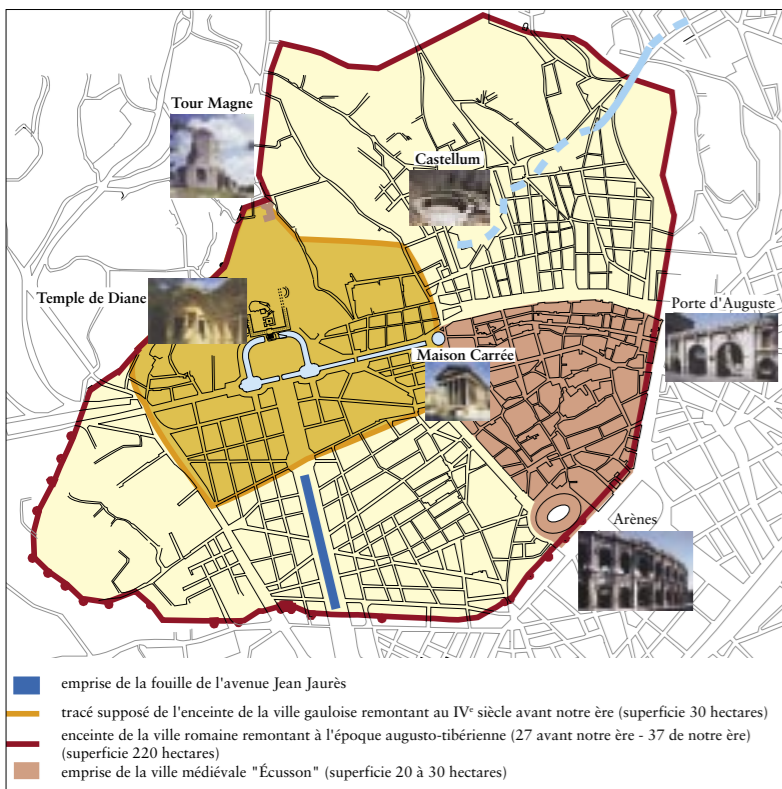 Tour Magne
Castellum
Temple de Diane
Porte d'Auguste
Maison Carrée
Arènes
emprise de la fouille de l'avenue Jean Jaurès
tracé supposé de l'enceinte de la ville gauloise remontant au IVe siècle avant notre ère (superficie 30 hectares)
enceinte de la ville romaine remontant à l'époque augusto-tibérienne (27 avant notre ère - 37 de notre ère)
(superficie 220 hectares)
emprise de la ville médiévale "Écusson" (superficie 20 à 30 hectares)